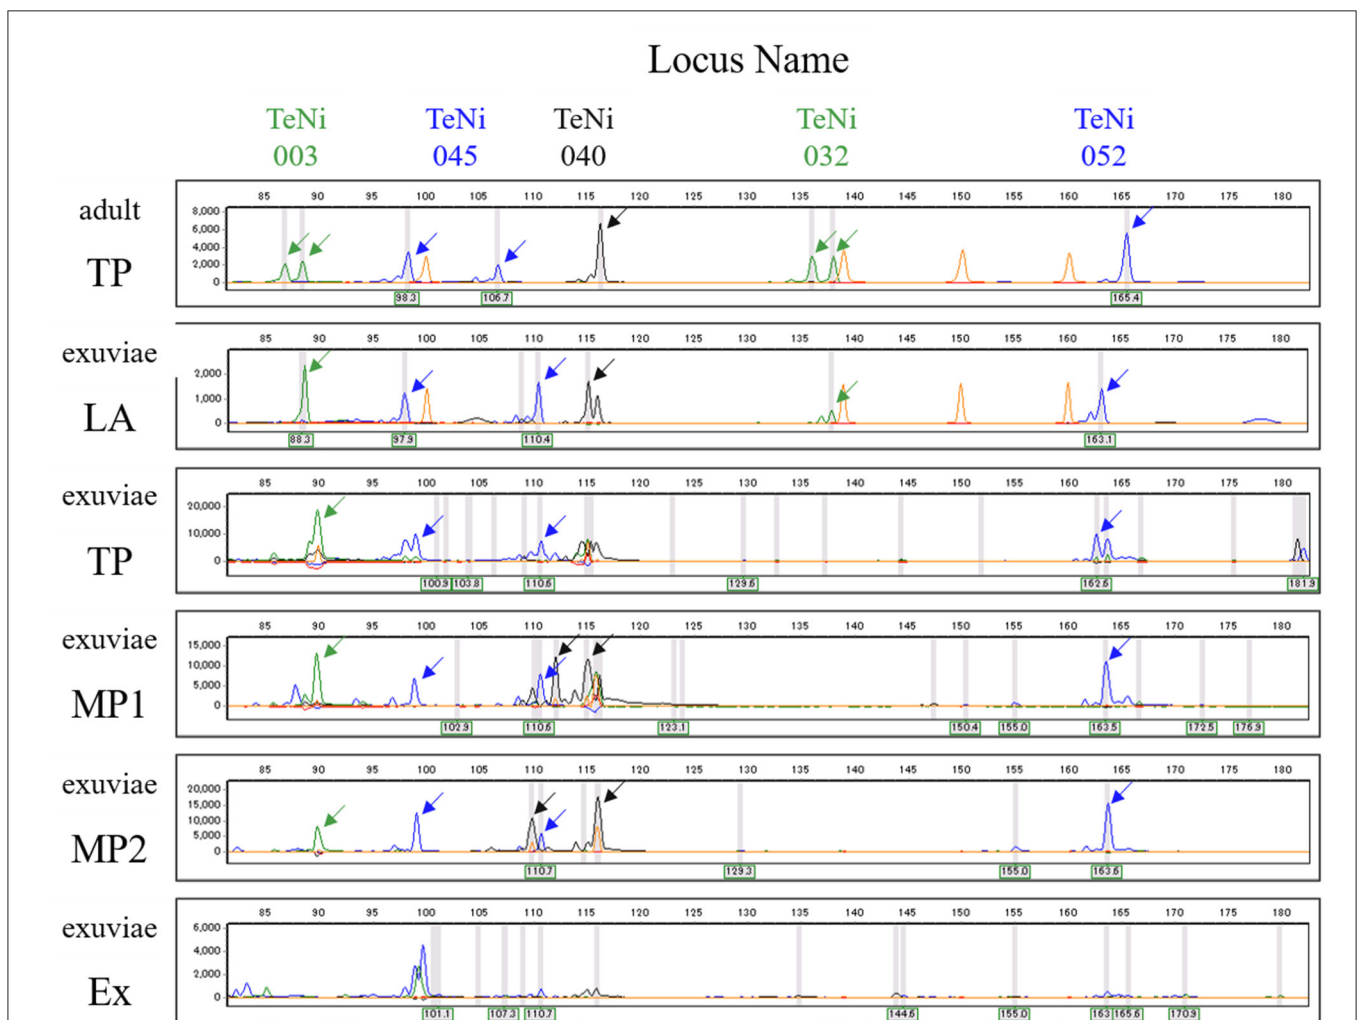 Locus Name
TeNi TeNi TeNi TeNi TeNi
003 045 040 032 052
adult
TP
85 90 95 100 105 110 115 120 125 130 135 140 145 150 155 160 165 170 175 180
8,000
6,000
4,000
2,000
0
98.3 106.7 165.4
exuviae
LA
85 90 95 100 105 110 115 120 125 130 135 140 145 150 155 160 165 170 175 180
2,000
1,000
0
88.3 97.9 110.4 163.1
exuviae
TP
85 90 95 100 105 110 115 120 125 130 135 140 145 150 155 160 165 170 175 180
20,000
10,000
0
100.9 103.8 110.6 129.6 162.6 181.9
exuviae
MP1
85 90 95 100 105 110 115 120 125 130 135 140 145 150 155 160 165 170 175 180
15,000
10,000
5,000
0
102.9 110.6 123.1 150.4 155.0 163.5 172.5 176.9
exuviae
MP2
85 90 95 100 105 110 115 120 125 130 135 140 145 150 155 160 165 170 175 180
20,000
15,000
10,000
5,000
0
110.7 129.3 155.0 163.6
exuviae
Ex
85 90 95 100 105 110 115 120 125 130 135 140 145 150 155 160 165 170 175 180
6,000
4,000
2,000
0
101.1 107.3 110.7 144.6 155.0 163 165.6 170.9